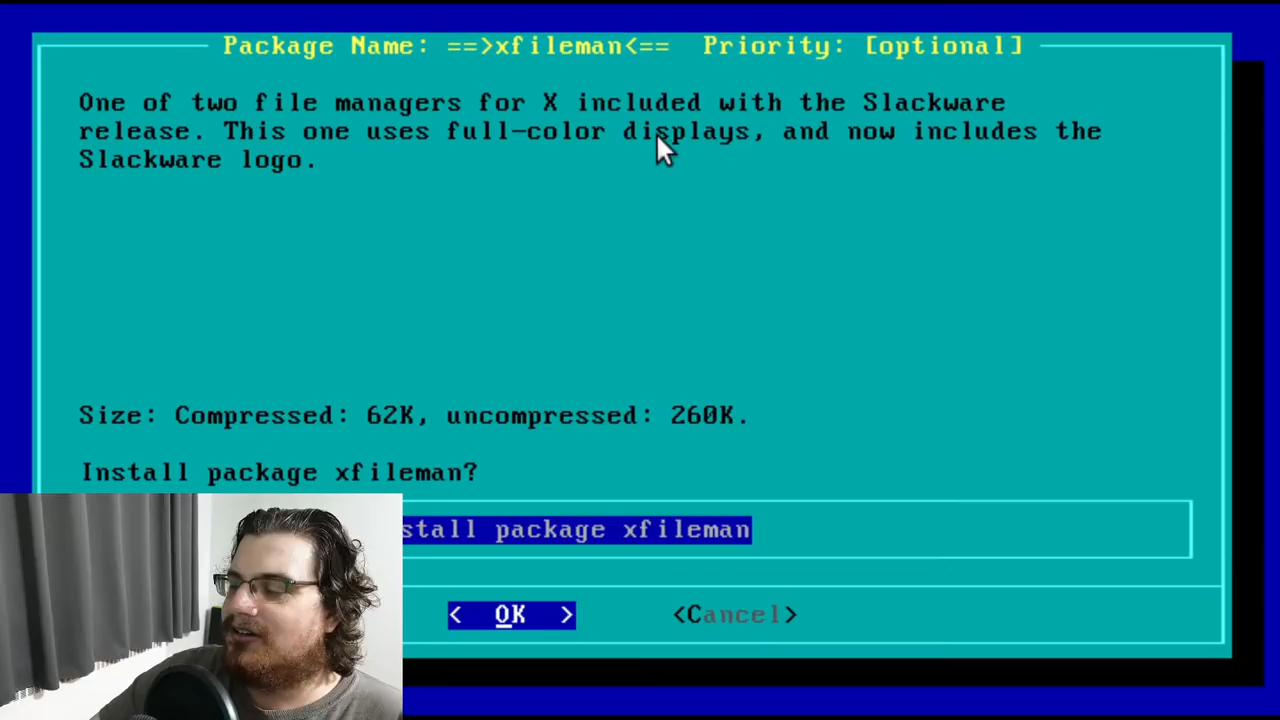 Package Name: ==>xfileman<== Priority: [optional]
One of two file managers for X included with the Slackware
release. This one uses full-color displays, and now includes the
Slackware logo.
Size: Compressed: 62K, uncompressed: 260K.
Install package xfileman?
stall package xfileman
< OK > <Cancel>